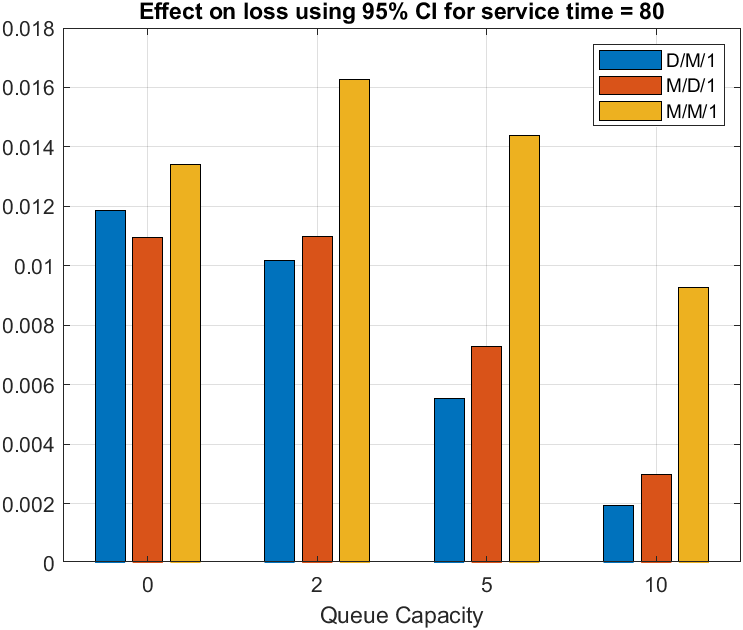 Effect on loss using 95% CI for service time = 80
0.018
0.016
0.014
0.012
0.01
0.008
0.006
0.004
0.002
0
D/M/1
M/D/1
M/M/1
0 2 5 10
Queue Capacity